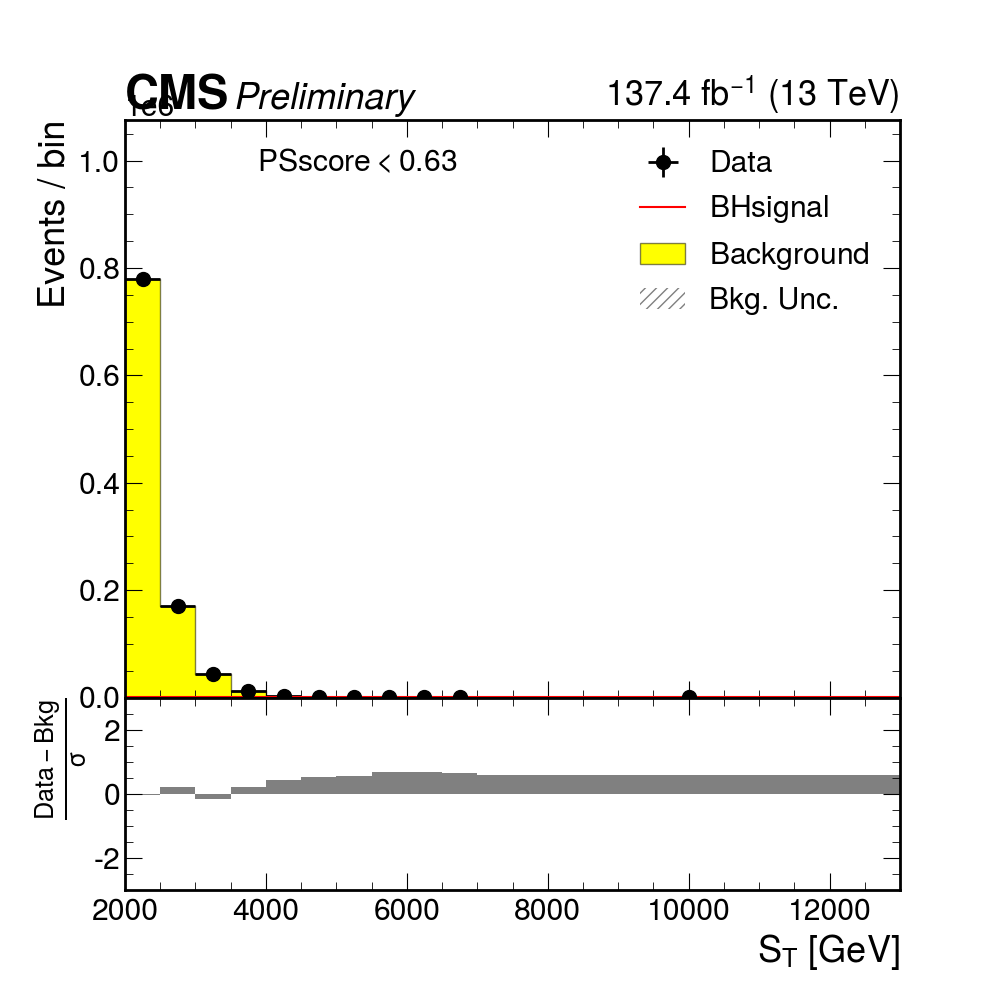 CMS Preliminary 137.4 fb⁻¹ (13 TeV)
1e6
Events / bin
PSscore < 0.63
Data
BHsignal
Background
Bkg. Unc.
1.0
0.8
0.6
0.4
0.2
0.0
Data – Bkg
σ
2
0
-2
2000 4000 6000 8000 10000 12000
S_T [GeV]